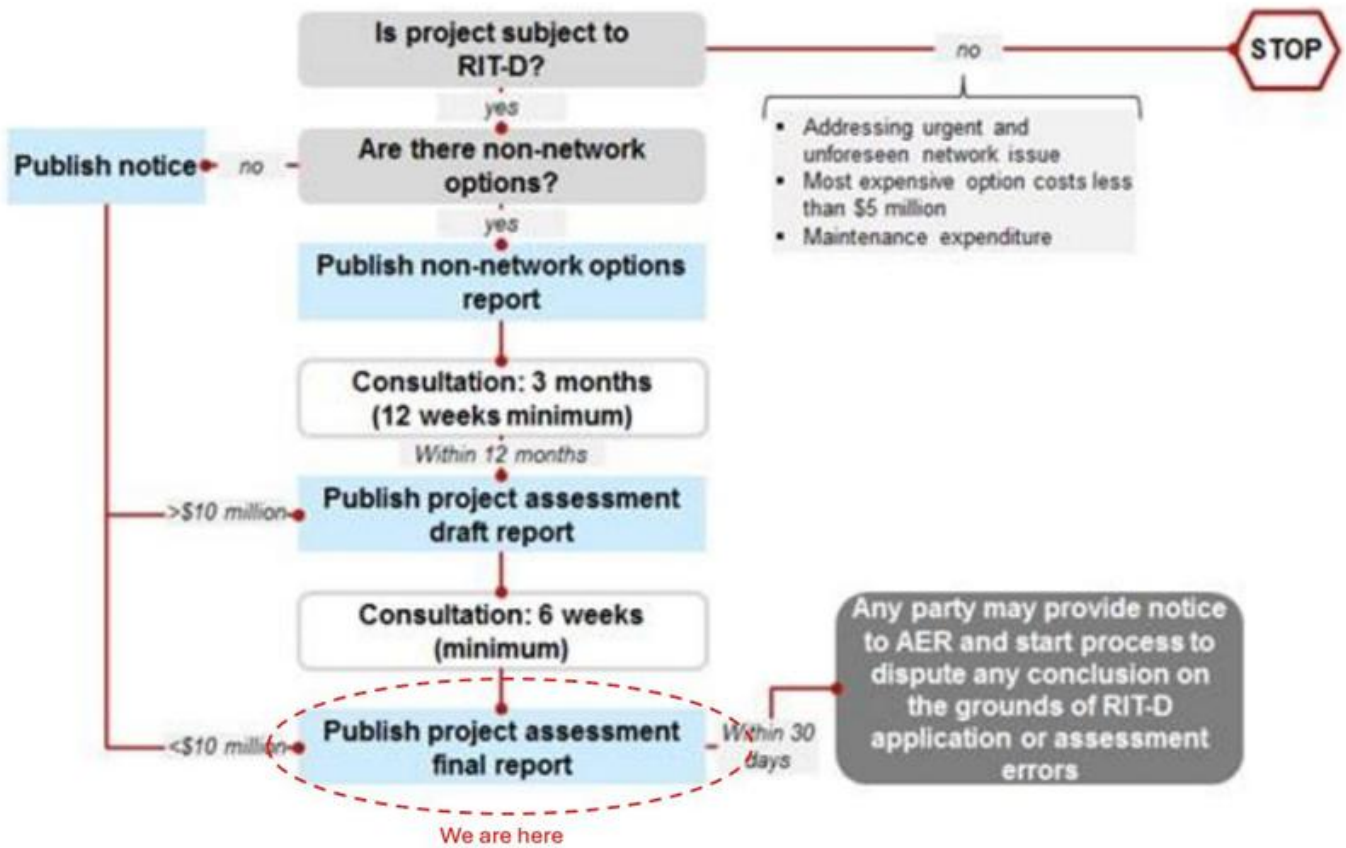 Is project subject to
RIT-D?
no
STOP
yes
▪ Addressing urgent and
unforeseen network issue
▪ Most expensive option costs less
than $5 million
▪ Maintenance expenditure
Publish notice
no
Are there non-network
options?
yes
Publish non-network options
report
Consultation: 3 months
(12 weeks minimum)
Within 12 months
>$10 million
Publish project assessment
draft report
Consultation: 6 weeks
(minimum)
<$10 million
Publish project assessment
final report
Within 30
days
Any party may provide notice
to AER and start process to
dispute any conclusion on
the grounds of RIT-D
application or assessment
errors
We are here